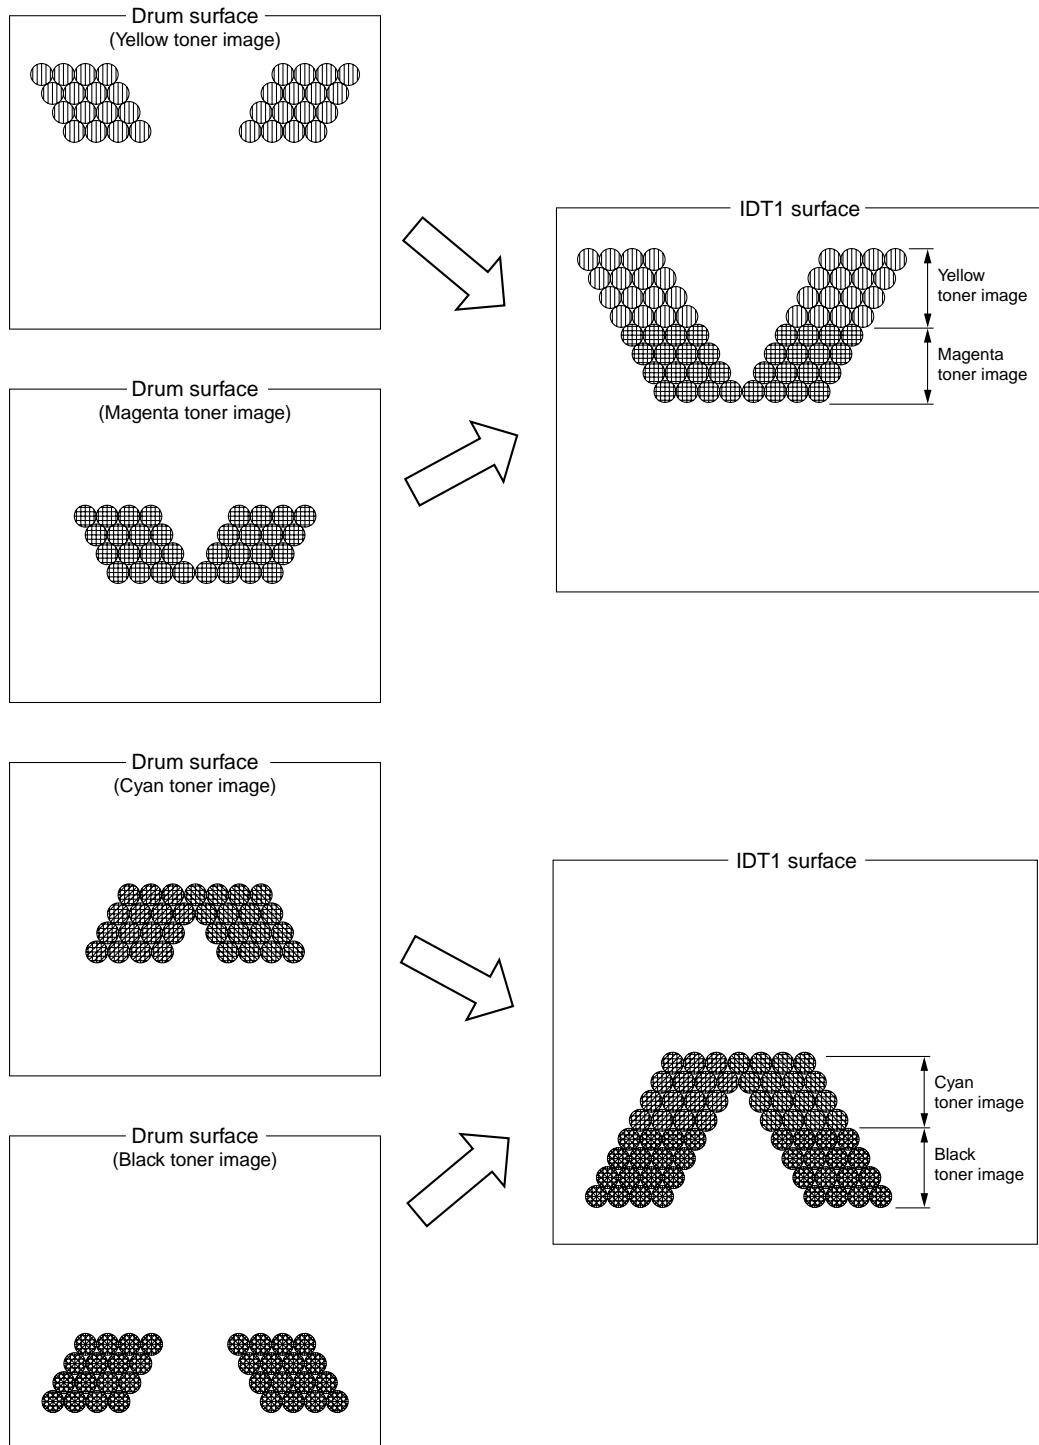 Drum surface
(Yellow toner image)
IDT1 surface
Yellow
toner image
Magenta
toner image
Drum surface
(Magenta toner image)
Drum surface
(Cyan toner image)
IDT1 surface
Cyan
toner image
Black
toner image
Drum surface
(Black toner image)